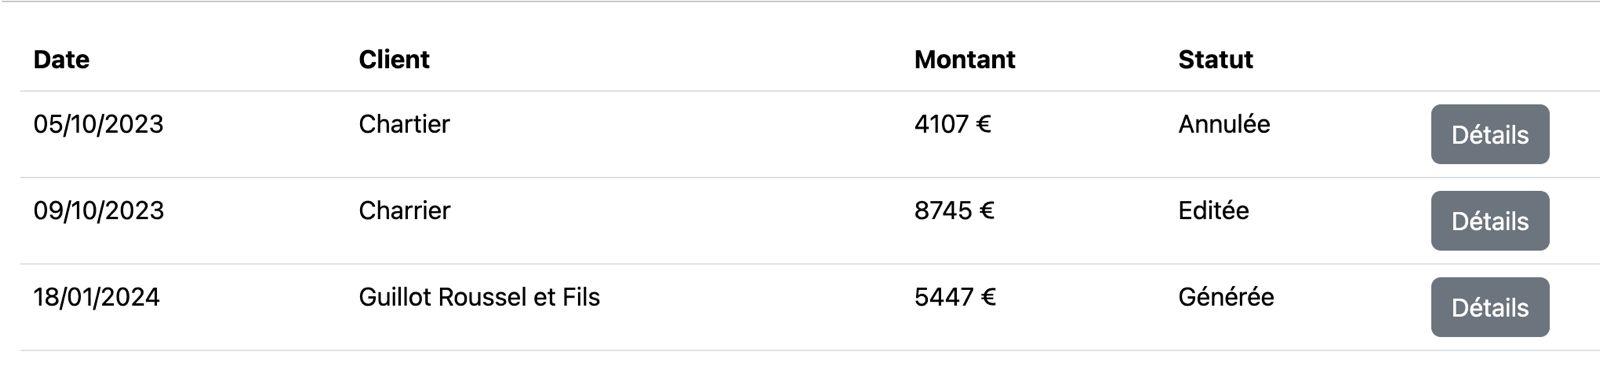 Date Client Montant Statut
05/10/2023 Chartier 4107 € Annulée Détails
09/10/2023 Charrier 8745 € Editée Détails
18/01/2024 Guillot Roussel et Fils 5447 € Générée Détails